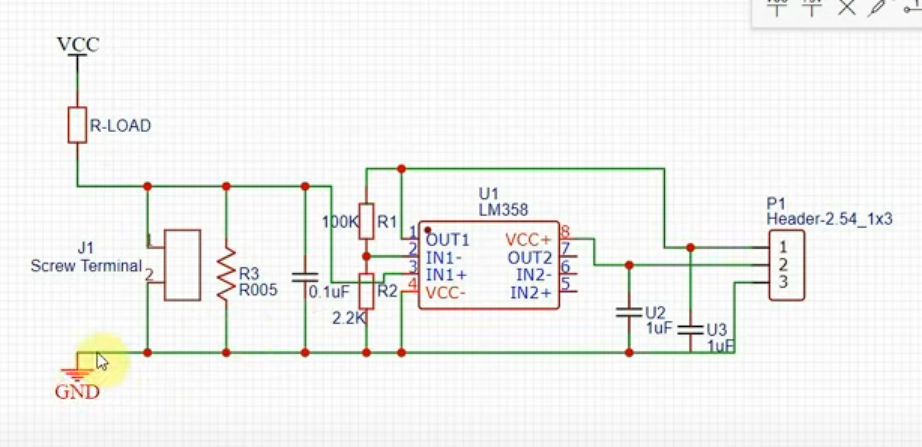 VCC
R-LOAD
J1
Screw Terminal
1
2
R3
R005
0.1uF
100K
R1
R2
2.2K
U1
LM358
1
2
3
4
OUT1
IN1-
IN1+
VCC-
VCC+
OUT2
IN2-
IN2+
8
7
6
5
U2
1uF
U3
1uF
P1
Header-2.54_1x3
1
2
3
GND